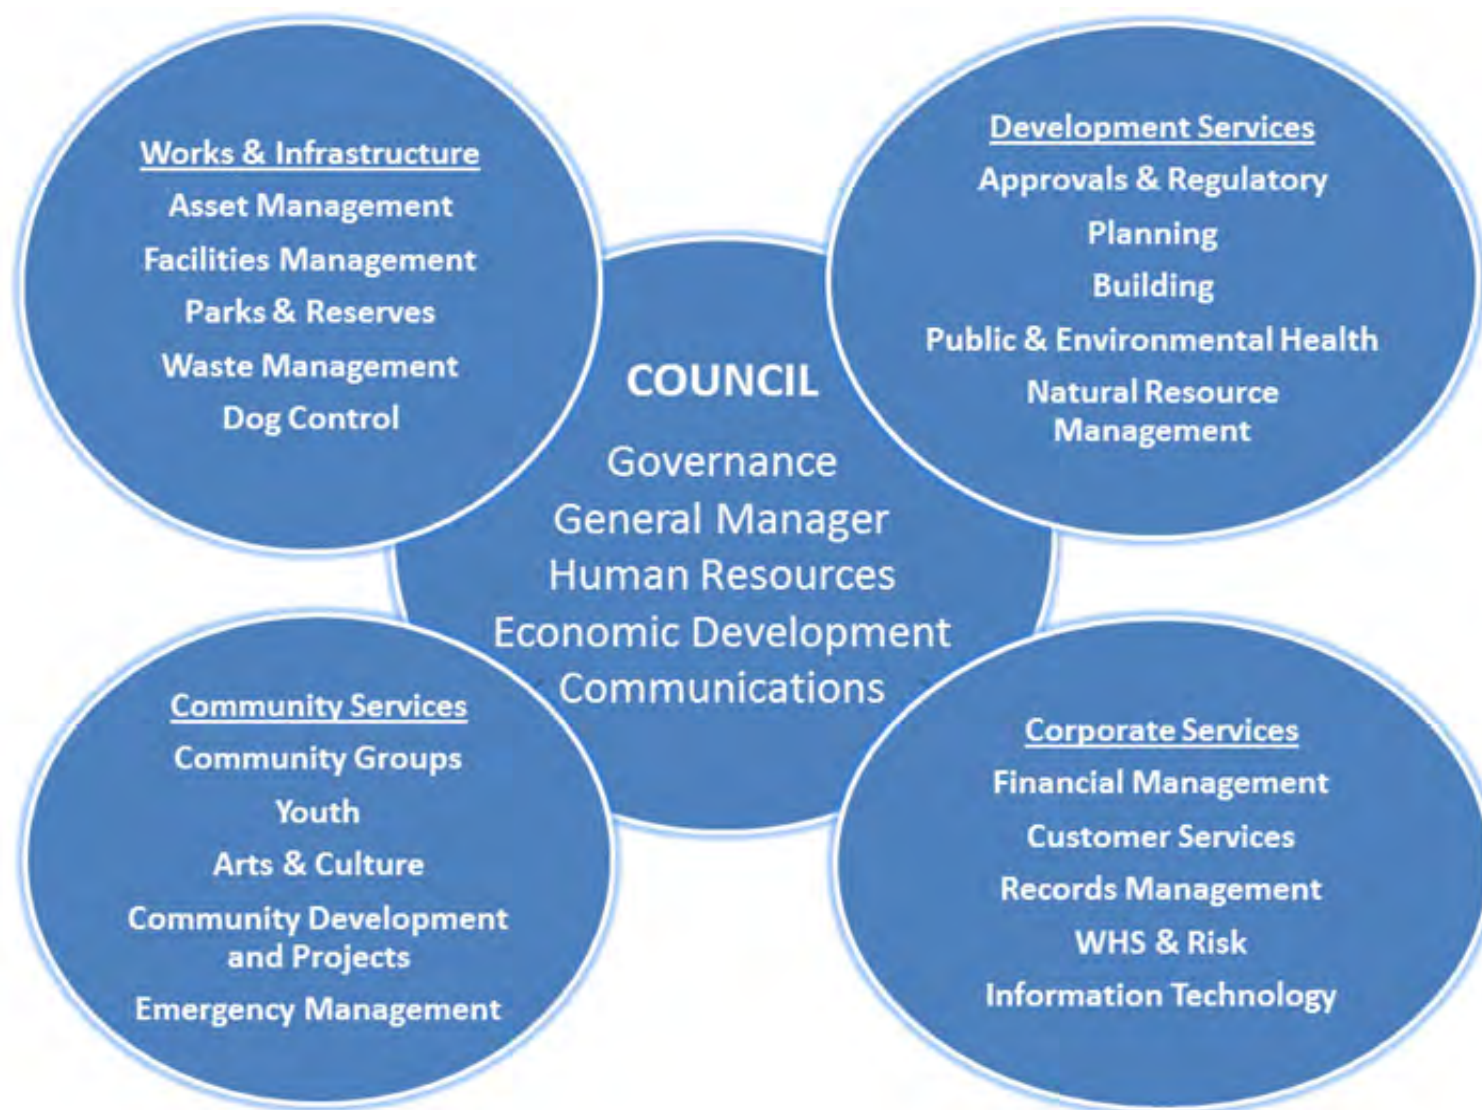 Works & Infrastructure
Asset Management
Facilities Management
Parks & Reserves
Waste Management
Dog Control
Development Services
Approvals & Regulatory
Planning
Building
Public & Environmental Health
Natural Resource
Management
COUNCIL
Governance
General Manager
Human Resources
Economic Development
Communications
Community Services
Community Groups
Youth
Arts & Culture
Community Development
and Projects
Emergency Management
Corporate Services
Financial Management
Customer Services
Records Management
WHS & Risk
Information Technology